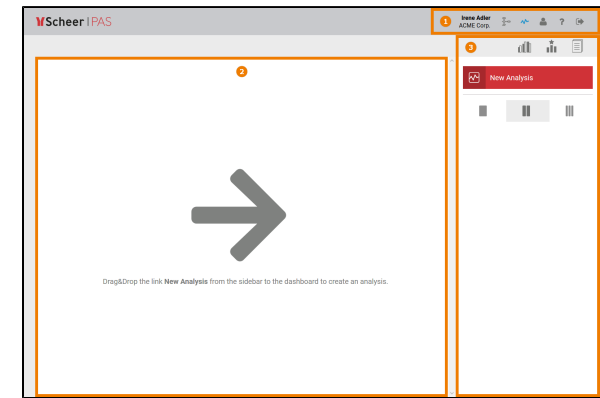 Scheer PAS
1
Irene Adler
ACME Corp.
?
2
3
New Analysis
Drag&Drop the link New Analysis from the sidebar to the dashboard to create an analysis.